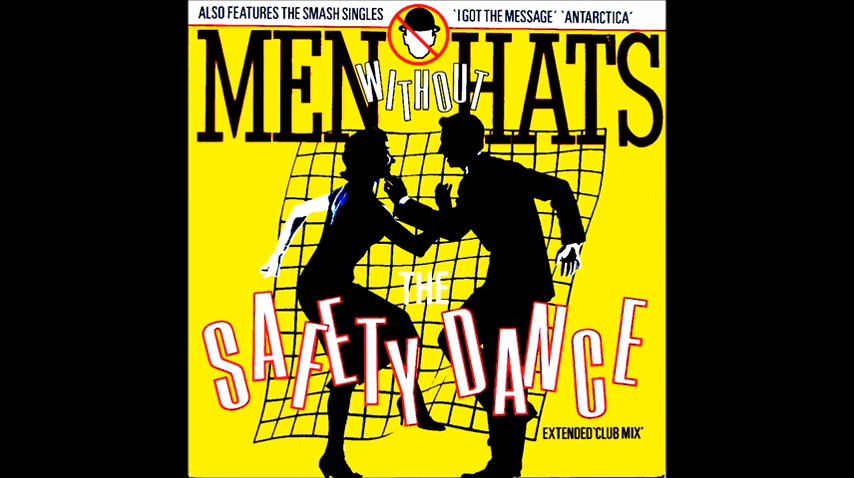 ALSO FEATURES THE SMASH SINGLES 'I GOT THE MESSAGE' 'ANTARCTICA'
MEN WITHOUT HATS
THE
SAFETY DANCE
EXTENDED 'CLUB MIX'